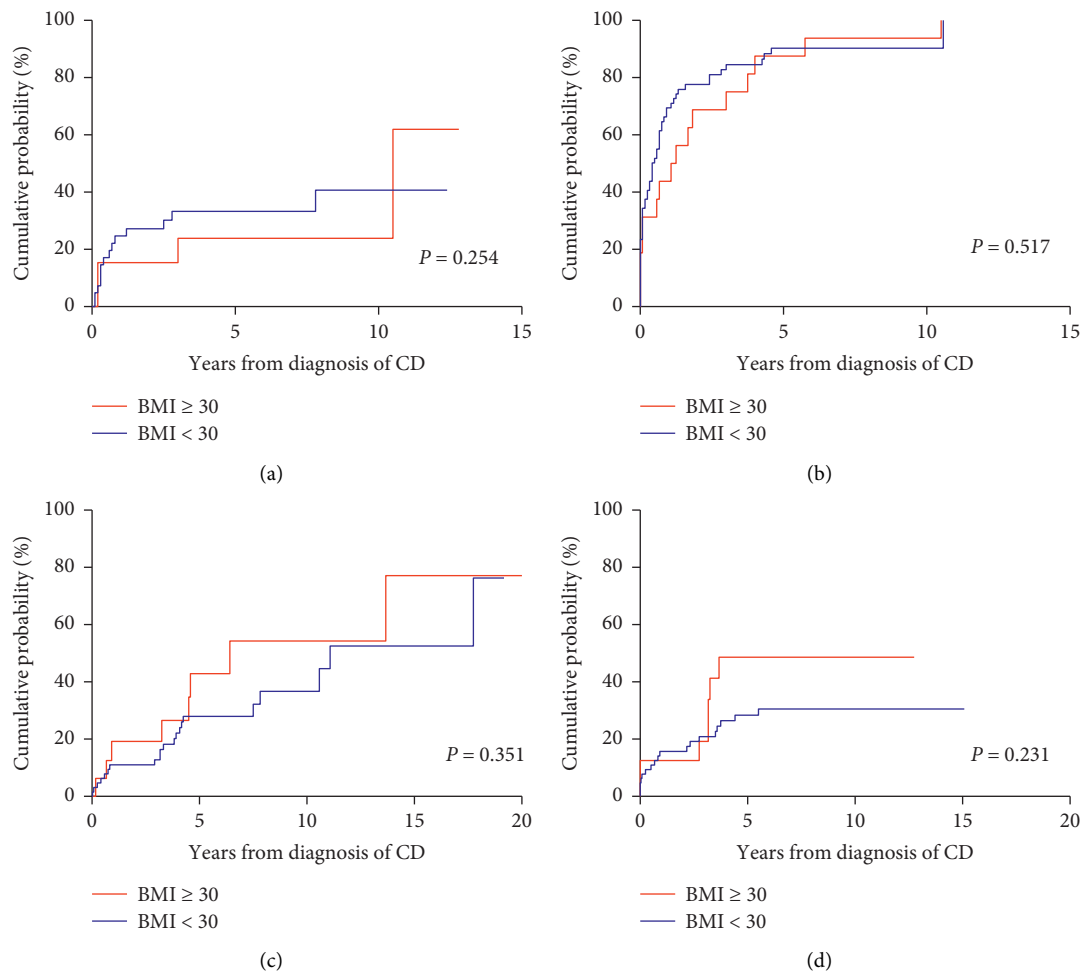 100
80
60
40
20
0
Cumulative probability (%)
P = 0.254
0 5 10 15
Years from diagnosis of CD
BMI ≥ 30
BMI < 30
(a)
100
80
60
40
20
0
Cumulative probability (%)
P = 0.517
0 5 10 15
Years from diagnosis of CD
BMI ≥ 30
BMI < 30
(b)
100
80
60
40
20
0
Cumulative probability (%)
P = 0.351
0 5 10 15 20
Years from diagnosis of CD
BMI ≥ 30
BMI < 30
(c)
100
80
60
40
20
0
Cumulative probability (%)
P = 0.231
0 5 10 15 20
Years from diagnosis of CD
BMI ≥ 30
BMI < 30
(d)